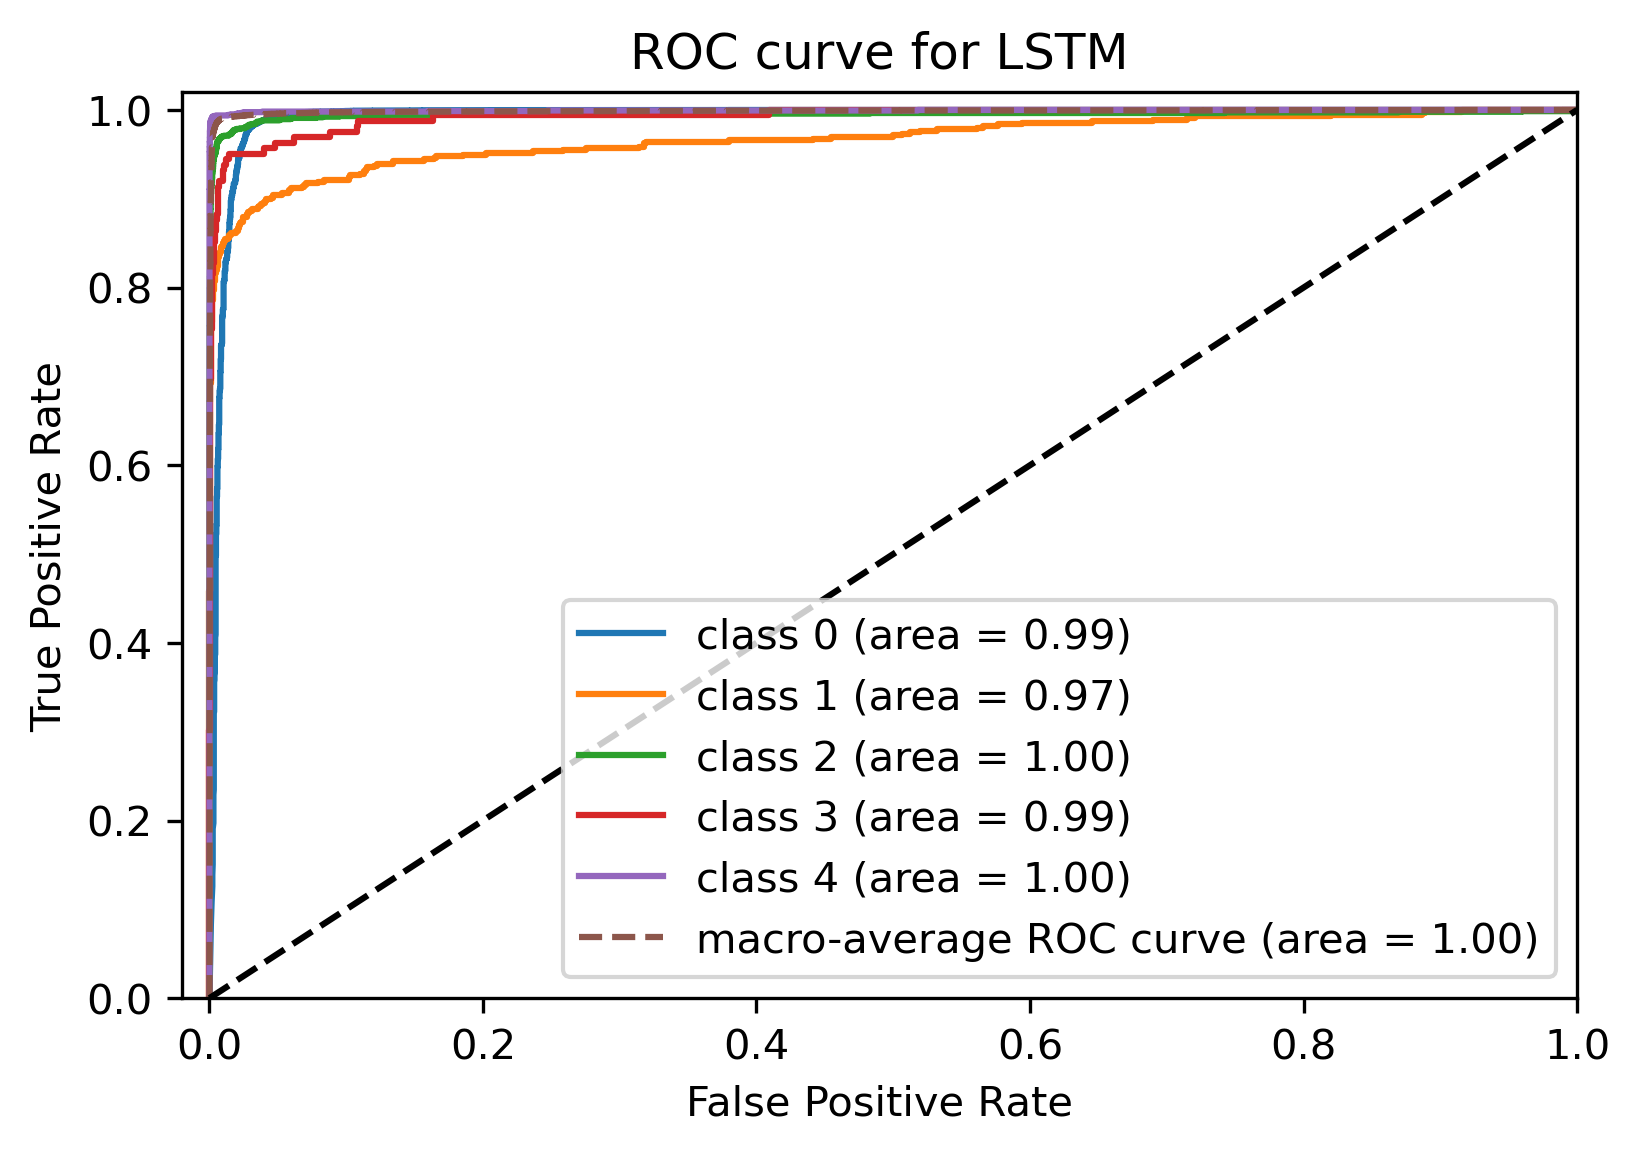 ROC curve for LSTM
1.0
0.8
0.6
0.4
0.2
0.0
True Positive Rate
class 0 (area = 0.99)
class 1 (area = 0.97)
class 2 (area = 1.00)
class 3 (area = 0.99)
class 4 (area = 1.00)
macro-average ROC curve (area = 1.00)
0.0 0.2 0.4 0.6 0.8 1.0
False Positive Rate